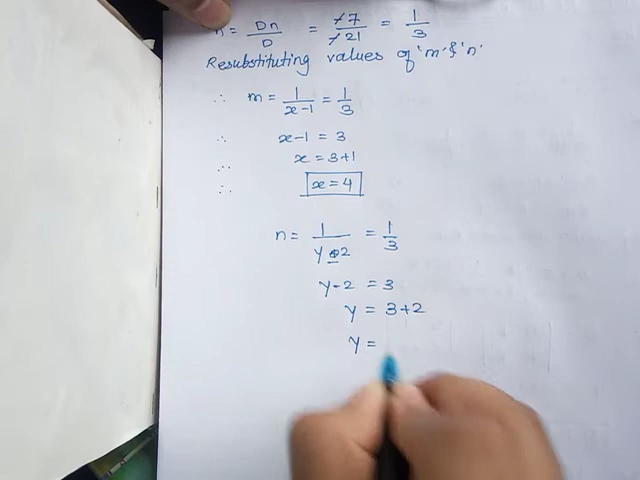 n = Dn/D = -7/-21 = 1/3
Resubstituting values of 'm' & 'n'
∴ m = 1/x-1 = 1/3
∴ x-1 = 3
∴ x = 3+1
∴ x = 4
n = 1/y-2 = 1/3
y-2 = 3
y = 3+2
y =